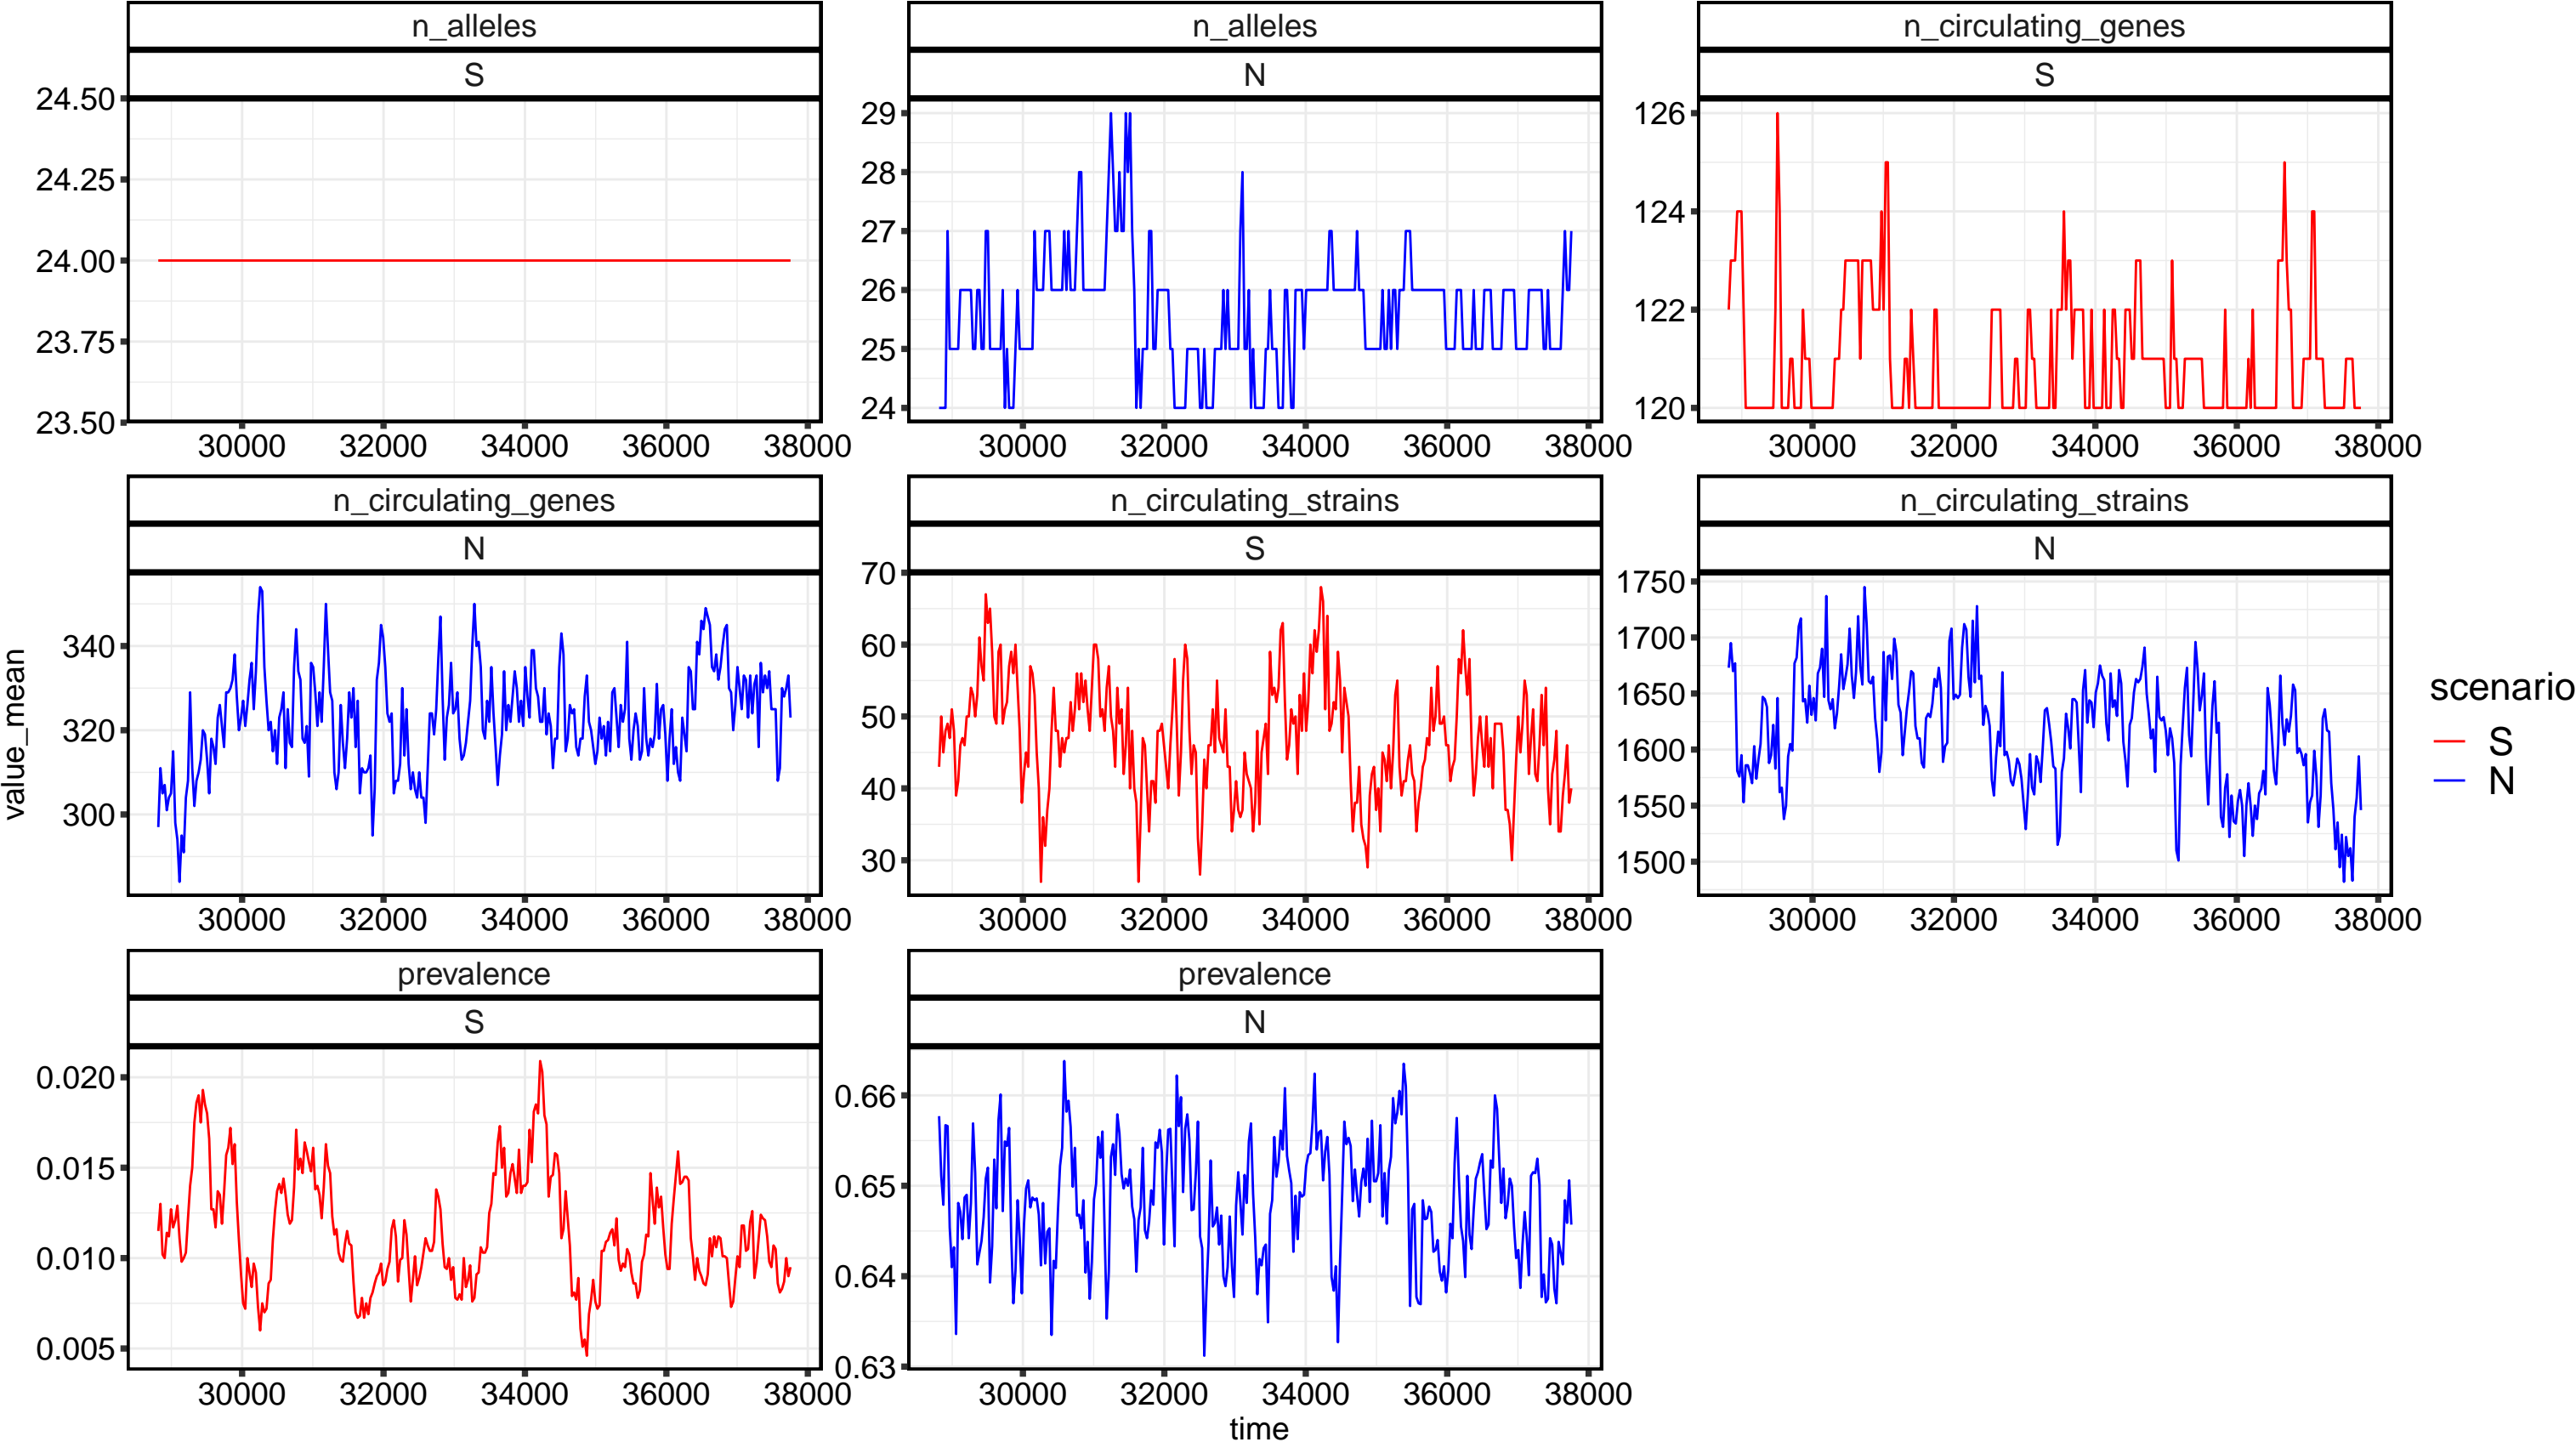 n_alleles
S
24.50
24.25
24.00
23.75
23.50
30000 32000 34000 36000 38000
n_alleles
N
29
28
27
26
25
24
30000 32000 34000 36000 38000
n_circulating_genes
S
126
124
122
120
30000 32000 34000 36000 38000
n_circulating_genes
N
340
320
300
30000 32000 34000 36000 38000
n_circulating_strains
S
70
60
50
40
30
30000 32000 34000 36000 38000
n_circulating_strains
N
1750
1700
1650
1600
1550
1500
30000 32000 34000 36000 38000
prevalence
S
0.020
0.015
0.010
0.005
30000 32000 34000 36000 38000
prevalence
N
0.66
0.65
0.64
0.63
30000 32000 34000 36000 38000
value_mean
time
scenario
S
N